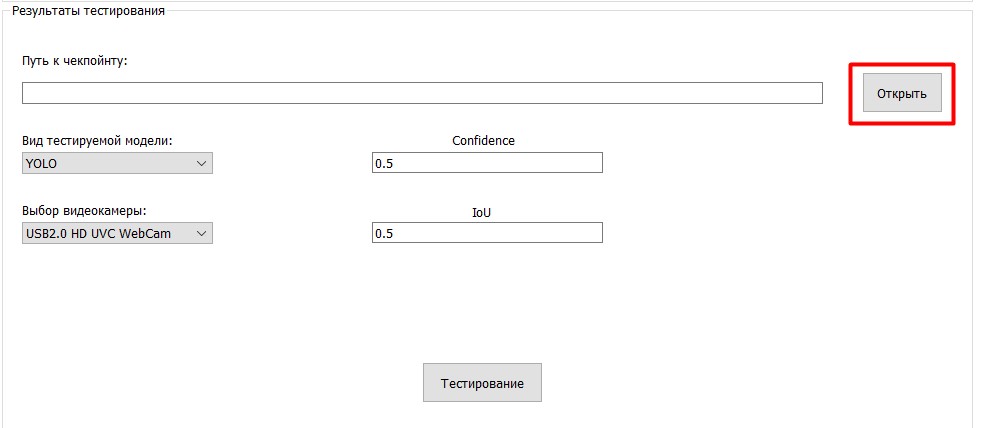 Результаты тестирования
Путь к чекпойнту:
Открыть
Вид тестируемой модели:
Confidence
YOLO
0.5
Выбор видеокамеры:
IoU
USB2.0 HD UVC WebCam
0.5
Тестирование